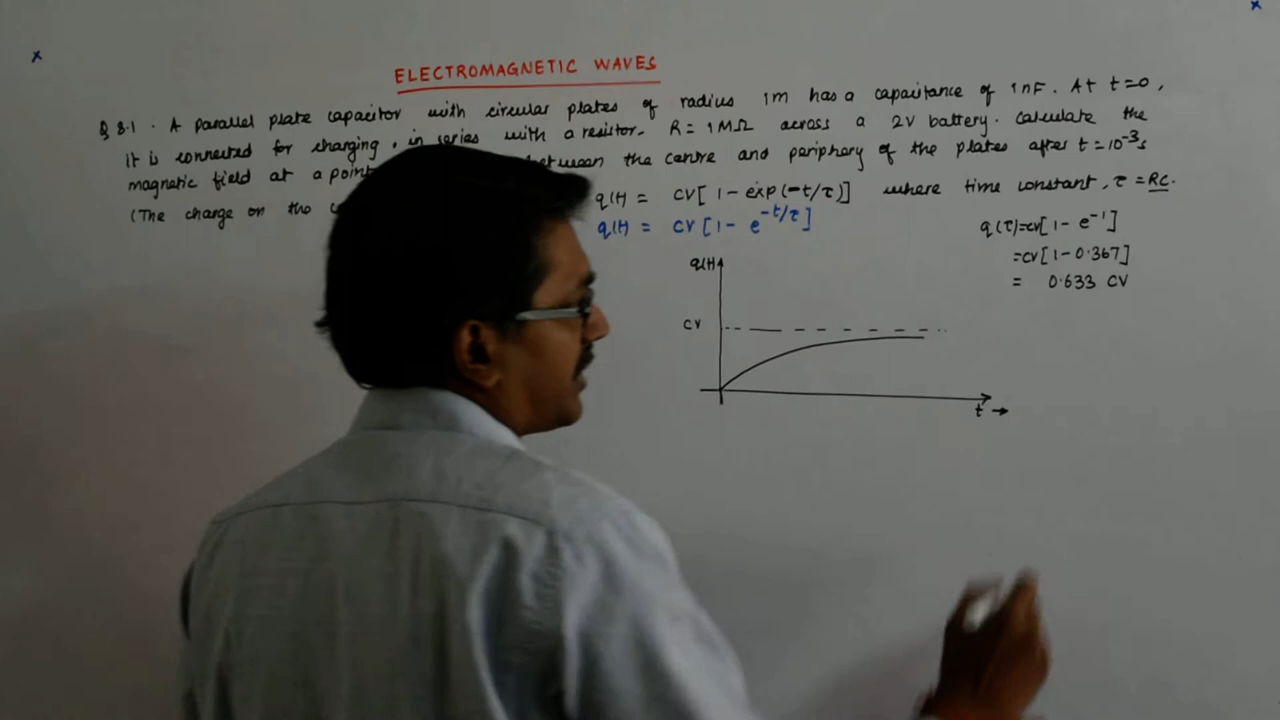 x
x
ELECTROMAGNETIC WAVES
Q 8.1 . A parallel plate capacitor with circular plates of radius 1m has a capacitance of 1nF. At t=0,
It is connected for charging, in series with a resistor. R = 1MΩ across a 2V battery. Calculate the
magnetic field at a point between the centre and periphery of the plates after t = 10⁻³s
(The charge on the q(t) = CV[1 - exp(-t/τ)] where time constant, τ = RC.
q(t) = CV[1 - e^-t/τ]
q(τ)=CV[1 - e⁻¹]
=CV[1-0.367]
= 0.633 CV
q(t)
CV
t →